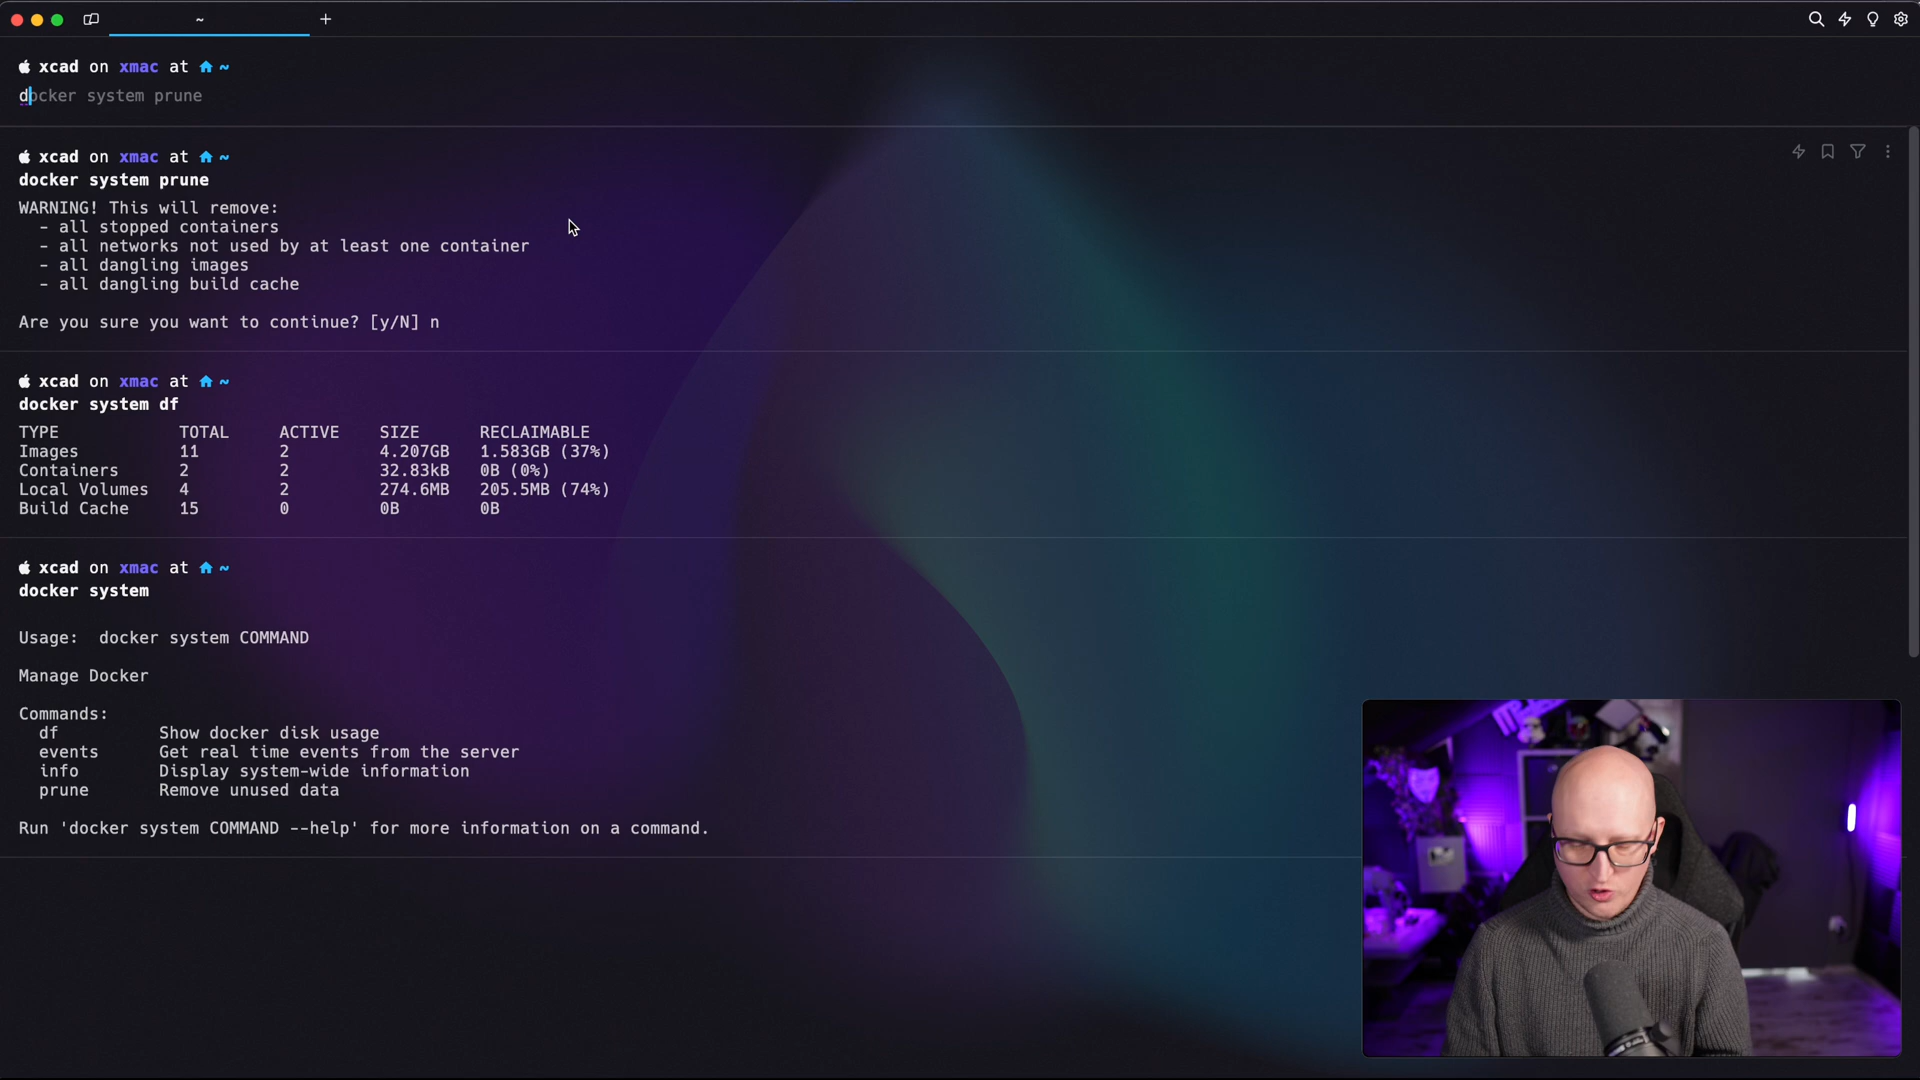 ~
xcad on xmac at ~
docker system prune
xcad on xmac at ~
docker system prune
WARNING! This will remove:
- all stopped containers
- all networks not used by at least one container
- all dangling images
- all dangling build cache
Are you sure you want to continue? [y/N] n
xcad on xmac at ~
docker system df
TYPE TOTAL ACTIVE SIZE RECLAIMABLE
Images 11 2 4.207GB 1.583GB (37%)
Containers 2 2 32.83kB 0B (0%)
Local Volumes 4 2 274.6MB 205.5MB (74%)
Build Cache 15 0 0B 0B
xcad on xmac at ~
docker system
Usage: docker system COMMAND
Manage Docker
Commands:
df Show docker disk usage
events Get real time events from the server
info Display system-wide information
prune Remove unused data
Run 'docker system COMMAND --help' for more information on a command.